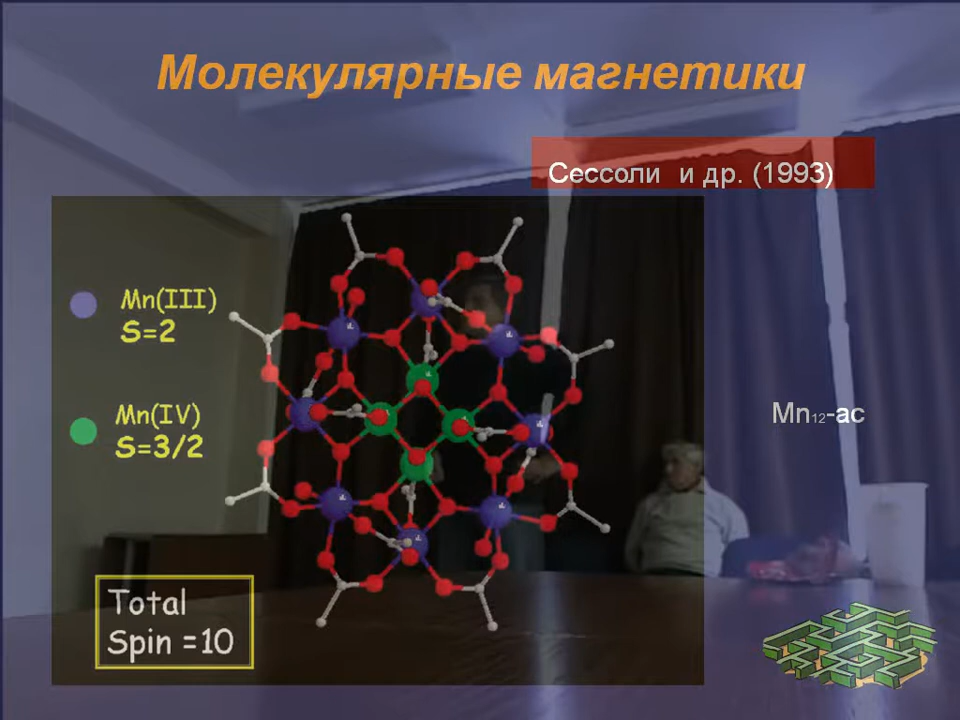 Молекулярные магнетики
Сессоли и др. (1993)
Mn(III)
S=2
Mn(IV)
S=3/2
Mn12-ac
Total
Spin =10